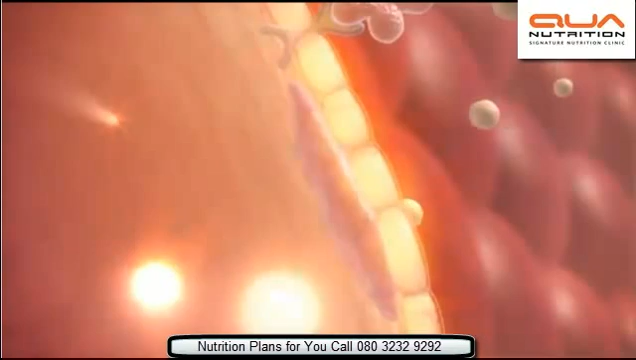 QUA
NUTRITION
SIGNATURE NUTRITION CLINIC
Nutrition Plans for You Call 080 3232 9292